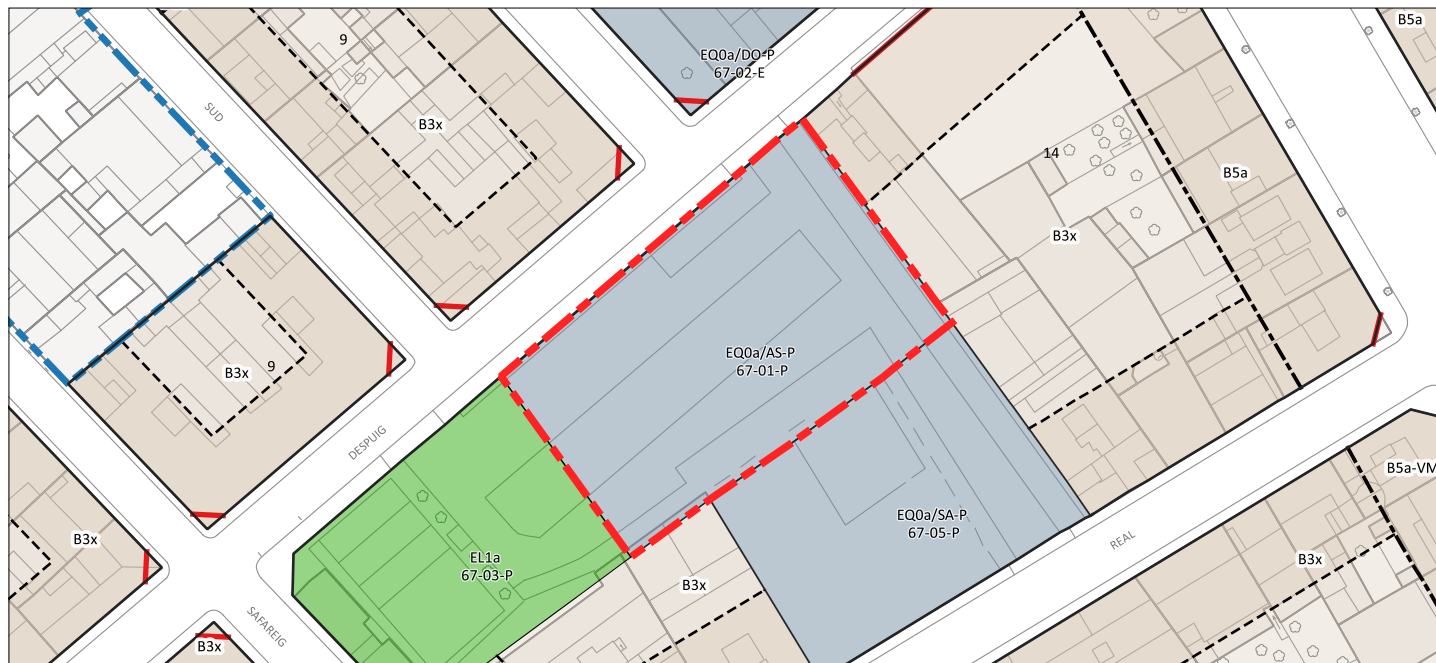 B5a
9
EQ0a/DO-P
67-02-E
SUD
B3x
14
B5a
B3x
EQ0a/AS-P
67-01-P
B3x
9
DESPUIG
B5a-VM
EQ0a/SA-P
67-05-P
REAL
B3x
EL1a
67-03-P
B3x
B3x
SAFAREIG
B3x